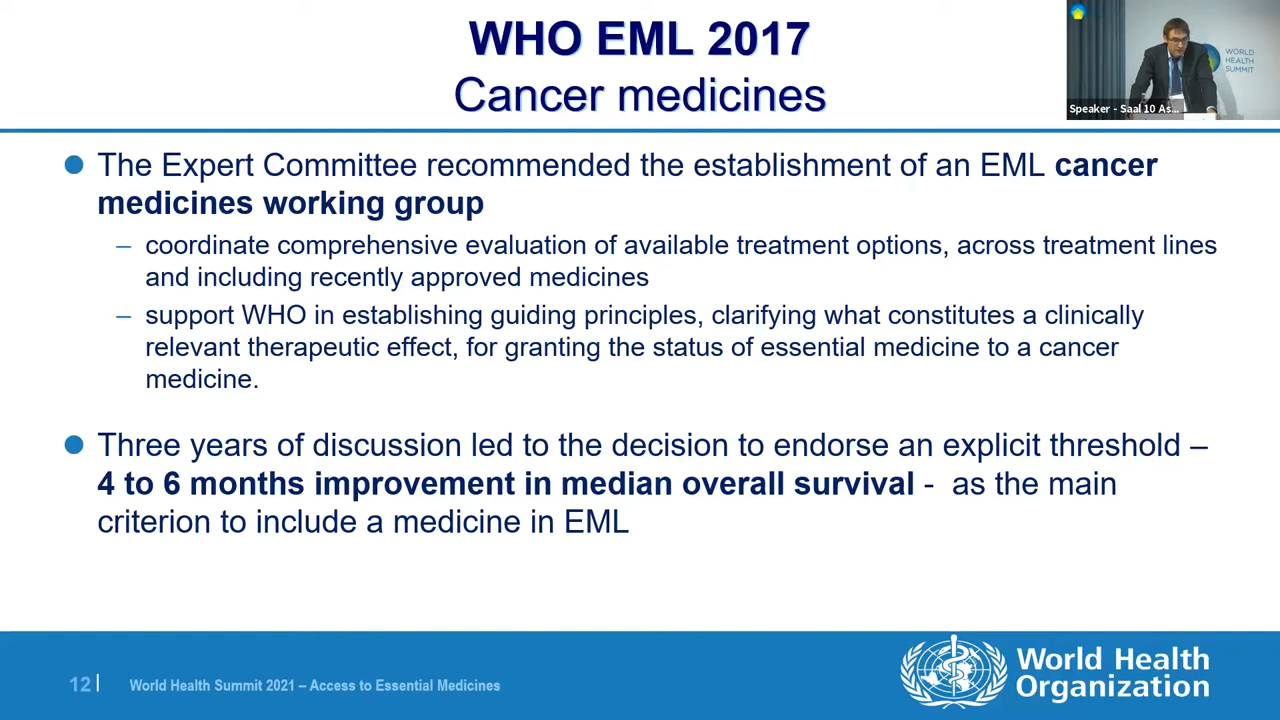 WHO EML 2017
Cancer medicines
WORLD
HEALTH
SUMMIT
Speaker - Saal 10 As...
The Expert Committee recommended the establishment of an EML cancer
medicines working group
– coordinate comprehensive evaluation of available treatment options, across treatment lines
and including recently approved medicines
– support WHO in establishing guiding principles, clarifying what constitutes a clinically
relevant therapeutic effect, for granting the status of essential medicine to a cancer
medicine.
Three years of discussion led to the decision to endorse an explicit threshold –
4 to 6 months improvement in median overall survival - as the main
criterion to include a medicine in EML
12 | World Health Summit 2021 – Access to Essential Medicines
World Health
Organization